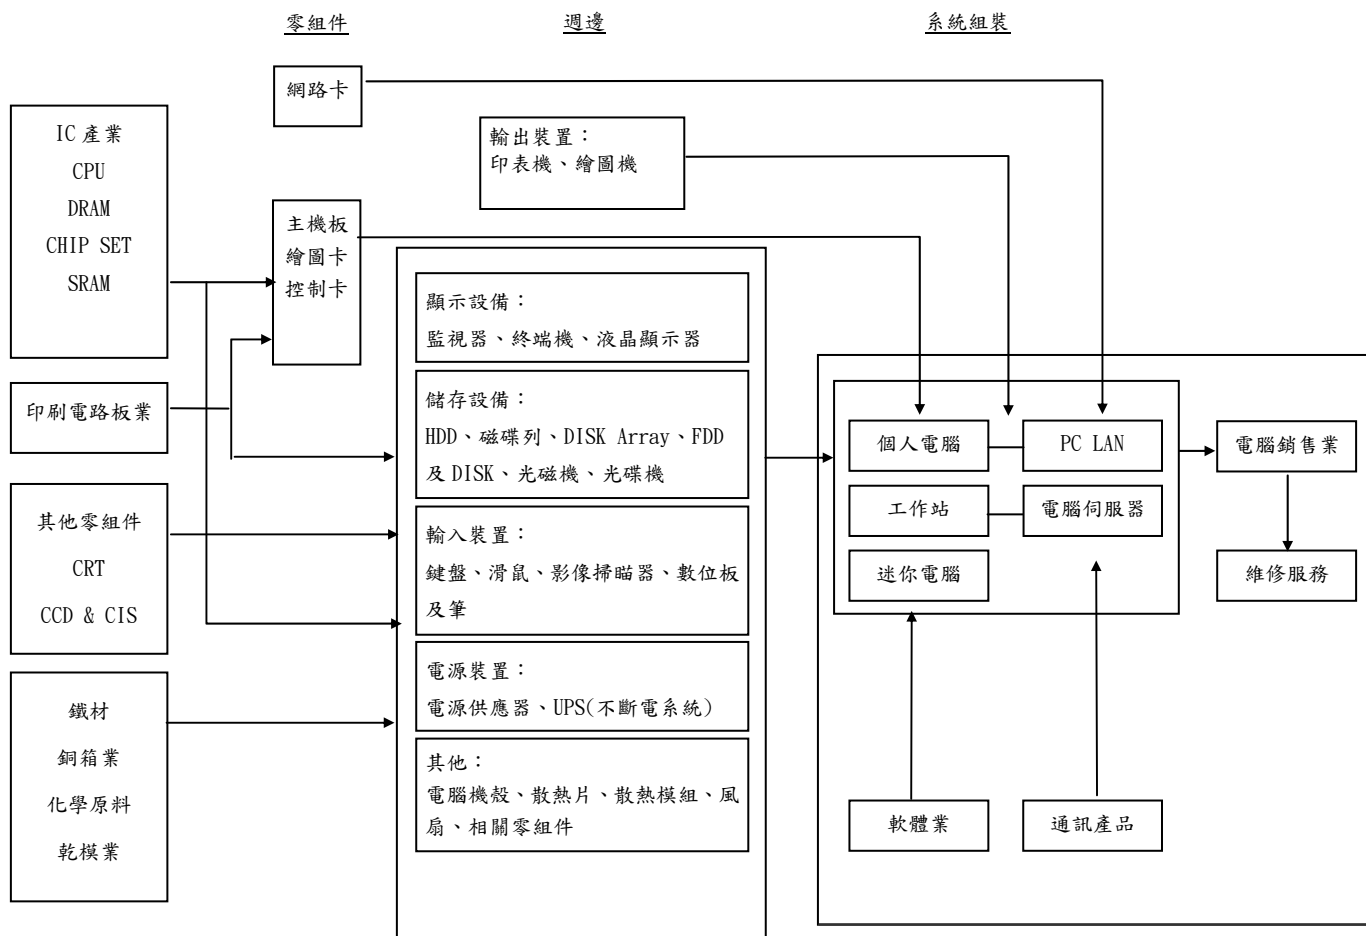 零組件
週邊
系統組裝
網路卡
IC 產業
CPU
DRAM
CHIP SET
SRAM
輸出裝置：
印表機、繪圖機
主機板
繪圖卡
控制卡
印刷電路板業
其他零組件
CRT
CCD & CIS
鐵材
銅箱業
化學原料
乾模業
顯示設備：
監視器、終端機、液晶顯示器
儲存設備：
HDD、磁碟列、DISK Array、FDD
及 DISK、光磁機、光碟機
輸入裝置：
鍵盤、滑鼠、影像掃瞄器、數位板
及筆
電源裝置：
電源供應器、UPS(不斷電系統)
其他：
電腦機殼、散熱片、散熱模組、風
扇、相關零組件
個人電腦
PC LAN
工作站
電腦伺服器
迷你電腦
軟體業
通訊產品
電腦銷售業
維修服務